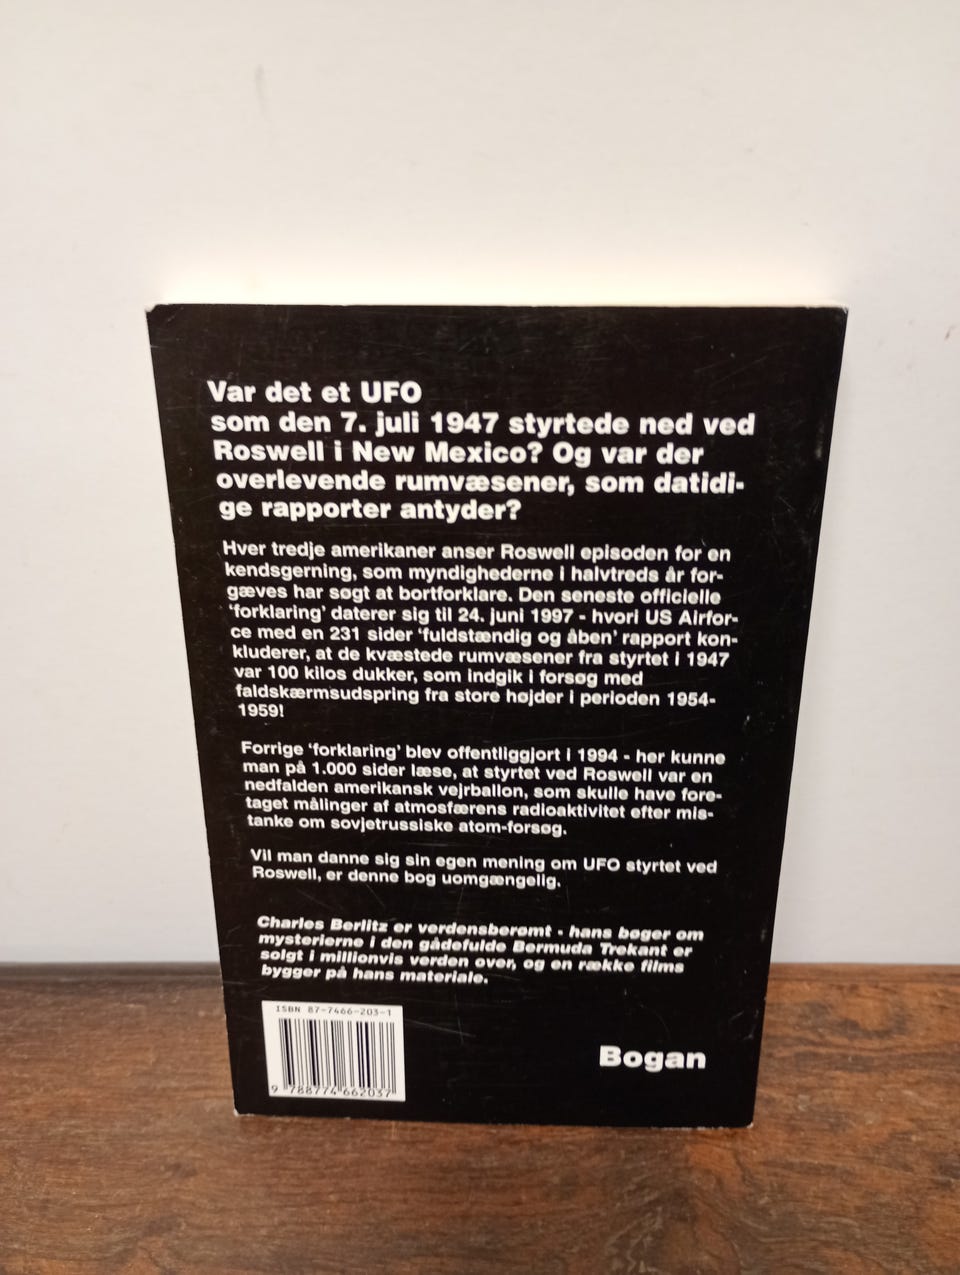 Var det et UFO
som den 7. juli 1947 styrtede ned ved
Roswell i New Mexico? Og var der
overlevende rumvæsener, som datidi-
ge rapporter antyder?
Hver tredje amerikaner anser Roswell episoden for en
kendsgerning, som myndighederne i halvtreds år for-
gæves har søgt at bortforklare. Den seneste officielle
'forklaring' daterer sig til 24. juni 1997 - hvori US Airfor-
ce med en 231 sider 'fuldstændig og åben' rapport kon-
kluderer, at de kvæstede rumvæsener fra styrtet i 1947
var 100 kilos dukker, som indgik i forsøg med
faldskærmsudspring fra store højder i perioden 1954-
1959!
Forrige 'forklaring' blev offentliggjort i 1994 - her kunne
man på 1.000 sider læse, at styrtet ved Roswell var en
nedfalden amerikansk vejrballon, som skulle have fore-
taget målinger af atmosfærens radioaktivitet efter mis-
tanke om sovjetrussiske atom-forsøg.
Vil man danne sig sin egen mening om UFO styrtet ved
Roswell, er denne bog uomgængelig.
Charles Berlitz er verdensberømt - hans bøger om
mysterierne i den gådefulde Bermuda Trekant er
solgt i millionvis verden over, og en række films
bygger på hans materiale.
ISBN 87-7466-203-1
9 788774 662037
Bogan